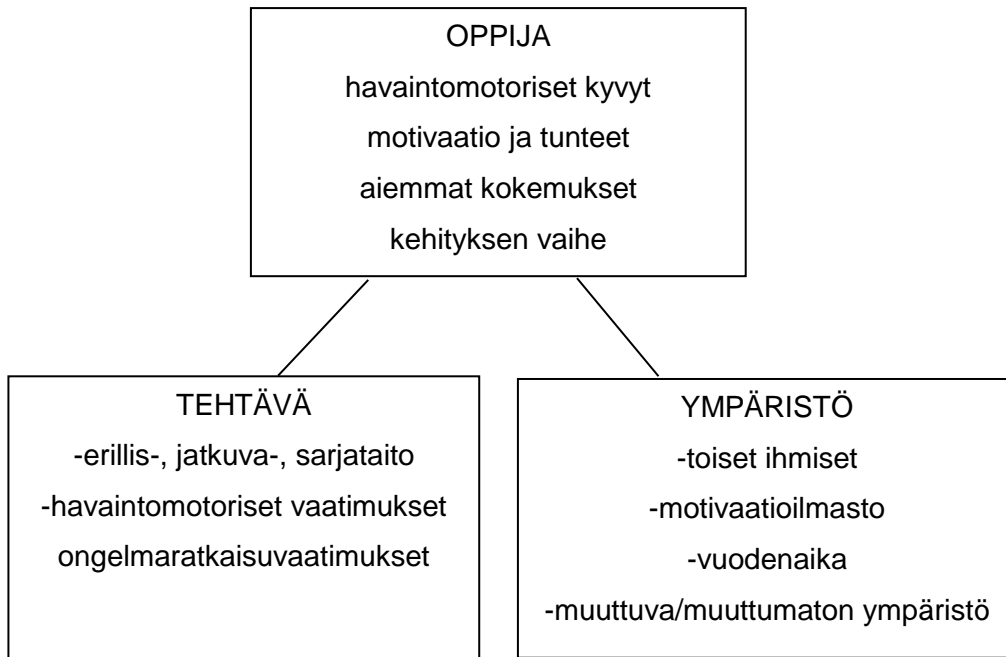 OPPIJA
havaintomotoriset kyvyt
motivaatio ja tunteet
aiemmat kokemukset
kehityksen vaihe
TEHTÄVÄ
-erillis-, jatkuva-, sarjataito
-havaintomotoriset vaatimukset
ongelmaratkaisuvaatimukset
YMPÄRISTÖ
-toiset ihmiset
-motivaatioilmasto
-vuodenaika
-muuttuva/muuttumaton ympäristö